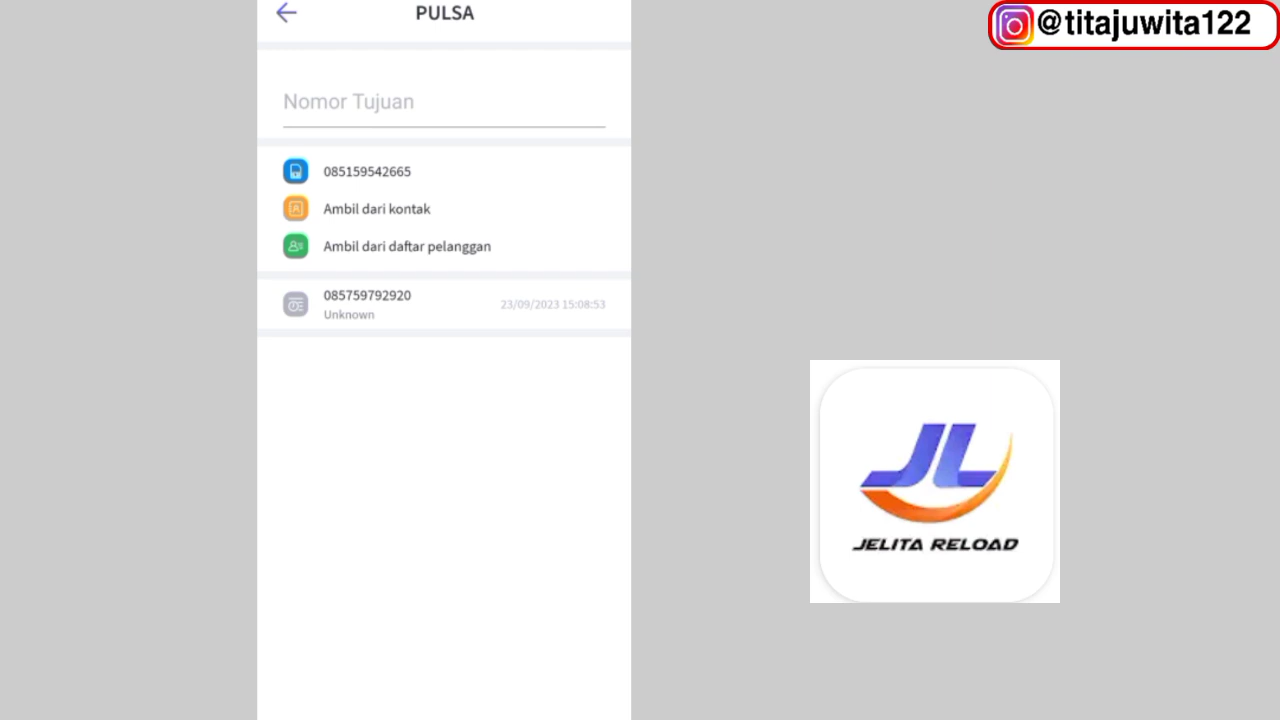 PULSA
@titajuwita122
Nomor Tujuan
085159542665
Ambil dari kontak
Ambil dari daftar pelanggan
085759792920
23/09/2023 15:08:53
Unknown
JL
JELITA RELOAD